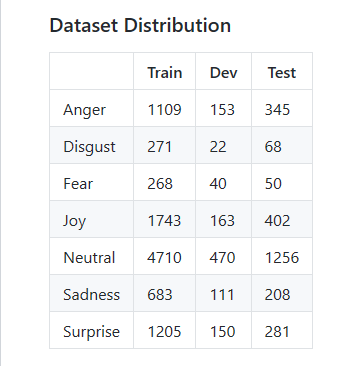 Dataset Distribution
Train Dev Test
Anger 1109 153 345
Disgust 271 22 68
Fear 268 40 50
Joy 1743 163 402
Neutral 4710 470 1256
Sadness 683 111 208
Surprise 1205 150 281